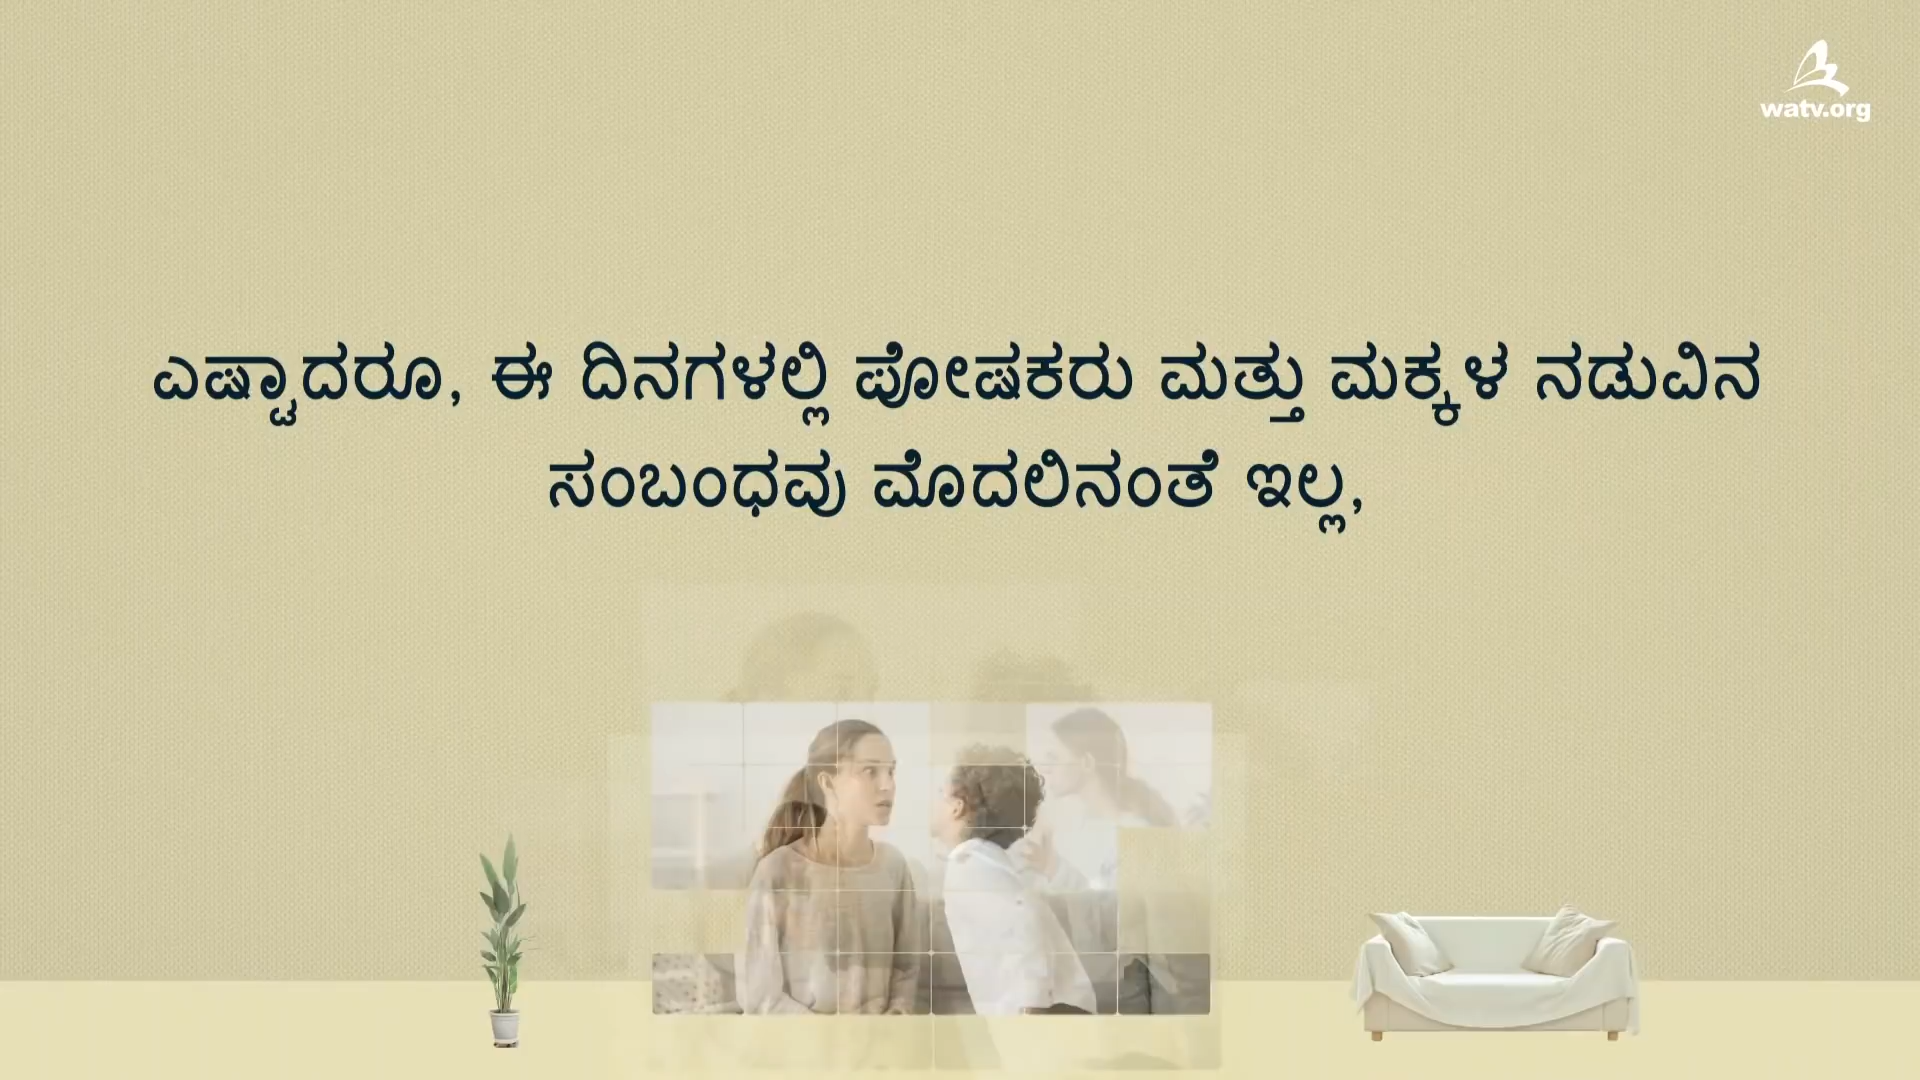 watv.org
ಎಷ್ಟಾದರೂ, ಈ ದಿನಗಳಲ್ಲಿ ಪೋಷಕರು ಮತ್ತು ಮಕ್ಕಳ ನಡುವಿನ
ಸಂಬಂಧವು ಮೊದಲಿನಂತೆ ಇಲ್ಲ,